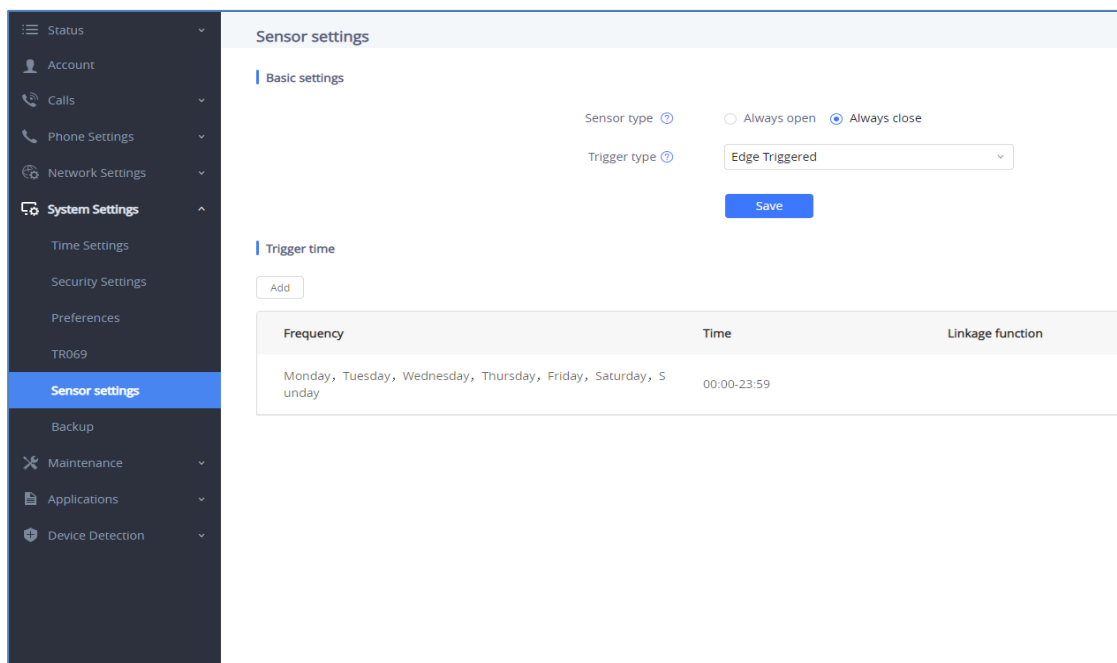 Status
Account
Calls
Phone Settings
Network Settings
System Settings
Time Settings
Security Settings
Preferences
TR069
Sensor settings
Backup
Maintenance
Applications
Device Detection
Sensor settings
Basic settings
Sensor type ? Always open Always close
Trigger type ? Edge Triggered
Save
Trigger time
Add
Frequency Time Linkage function
Monday，Tuesday，Wednesday，Thursday，Friday，Saturday，S
unday
00:00-23:59